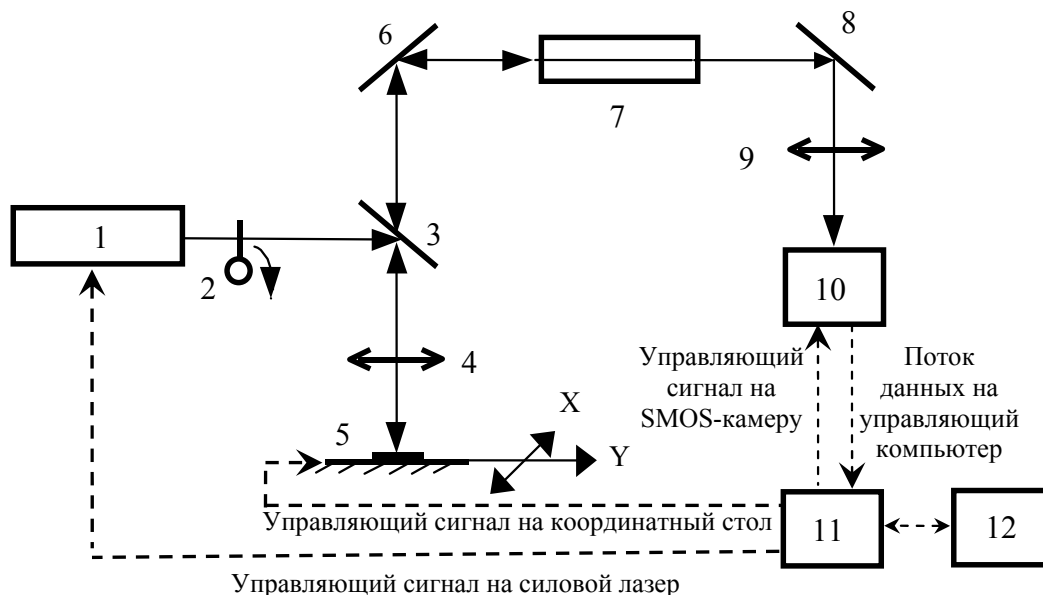 6
8
7
9
1
2
3
4
10
Управляющий
сигнал на
SMOS-камеру
Поток
данных на
управляющий
компьютер
X
5
Y
Управляющий сигнал на координатный стол
11
12
Управляющий сигнал на силовой лазер